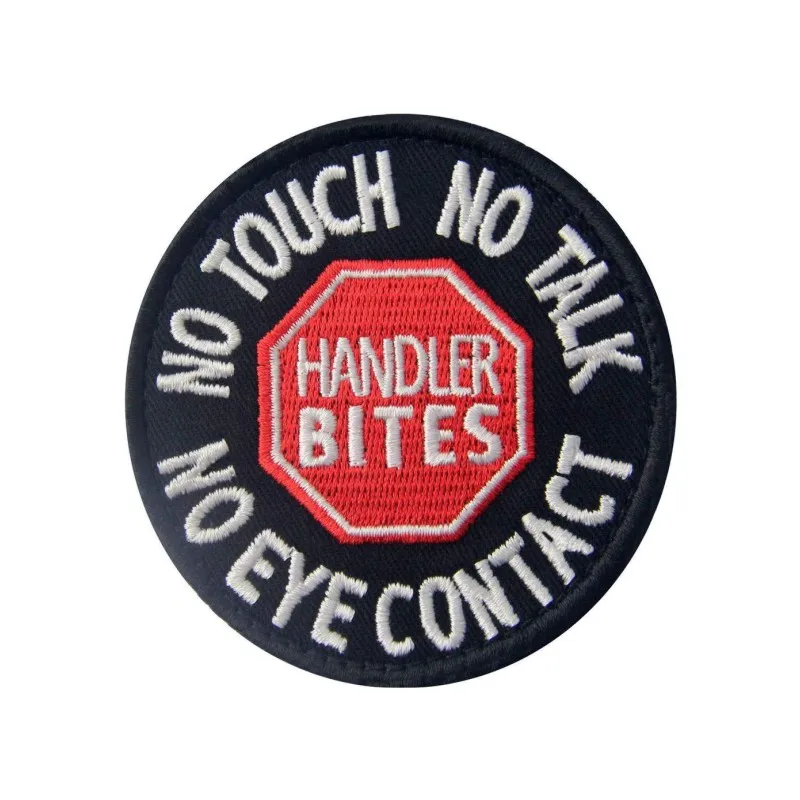 NO TOUCH NO TALK
HANDLER
BITES
NO EYE CONTACT